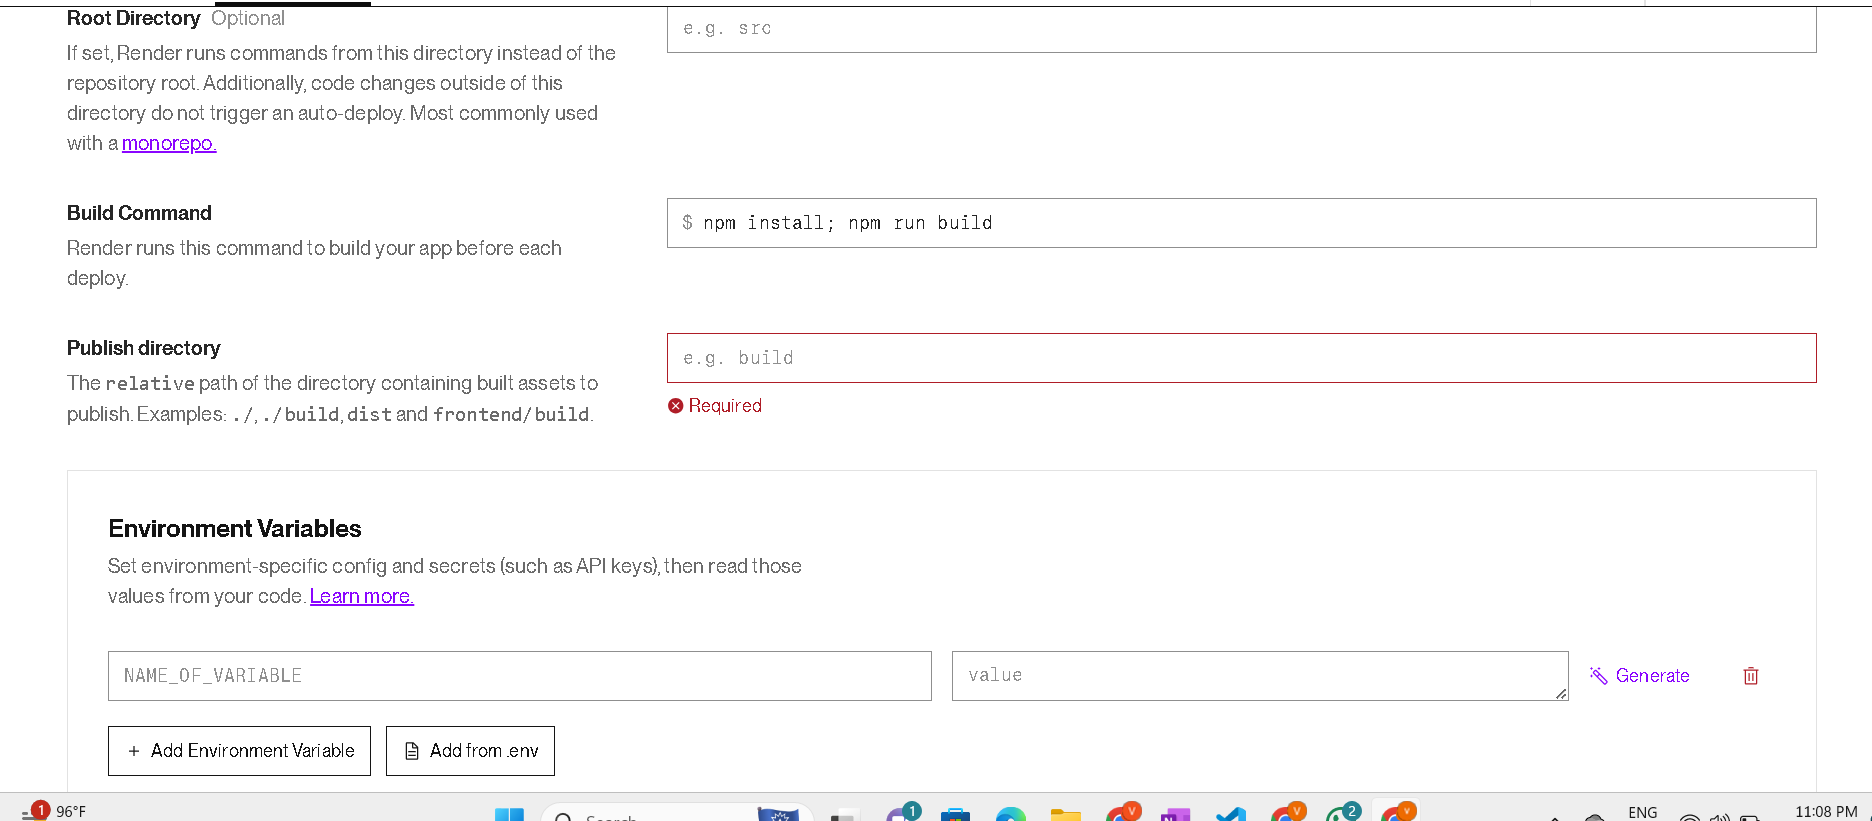 Root Directory Optional
e.g. src
If set, Render runs commands from this directory instead of the
repository root. Additionally, code changes outside of this
directory do not trigger an auto-deploy. Most commonly used
with a monorepo.
Build Command
$ npm install; npm run build
Render runs this command to build your app before each
deploy.
Publish directory
e.g. build
The relative path of the directory containing built assets to
publish. Examples: ./, ./build, dist and frontend/build.
Required
Environment Variables
Set environment-specific config and secrets (such as API keys), then read those
values from your code. Learn more.
NAME_OF_VARIABLE
value
Generate
+ Add Environment Variable
Add from .env
1
96°F
Search
1
V
N
V
2
V
ENG
11:08 PM